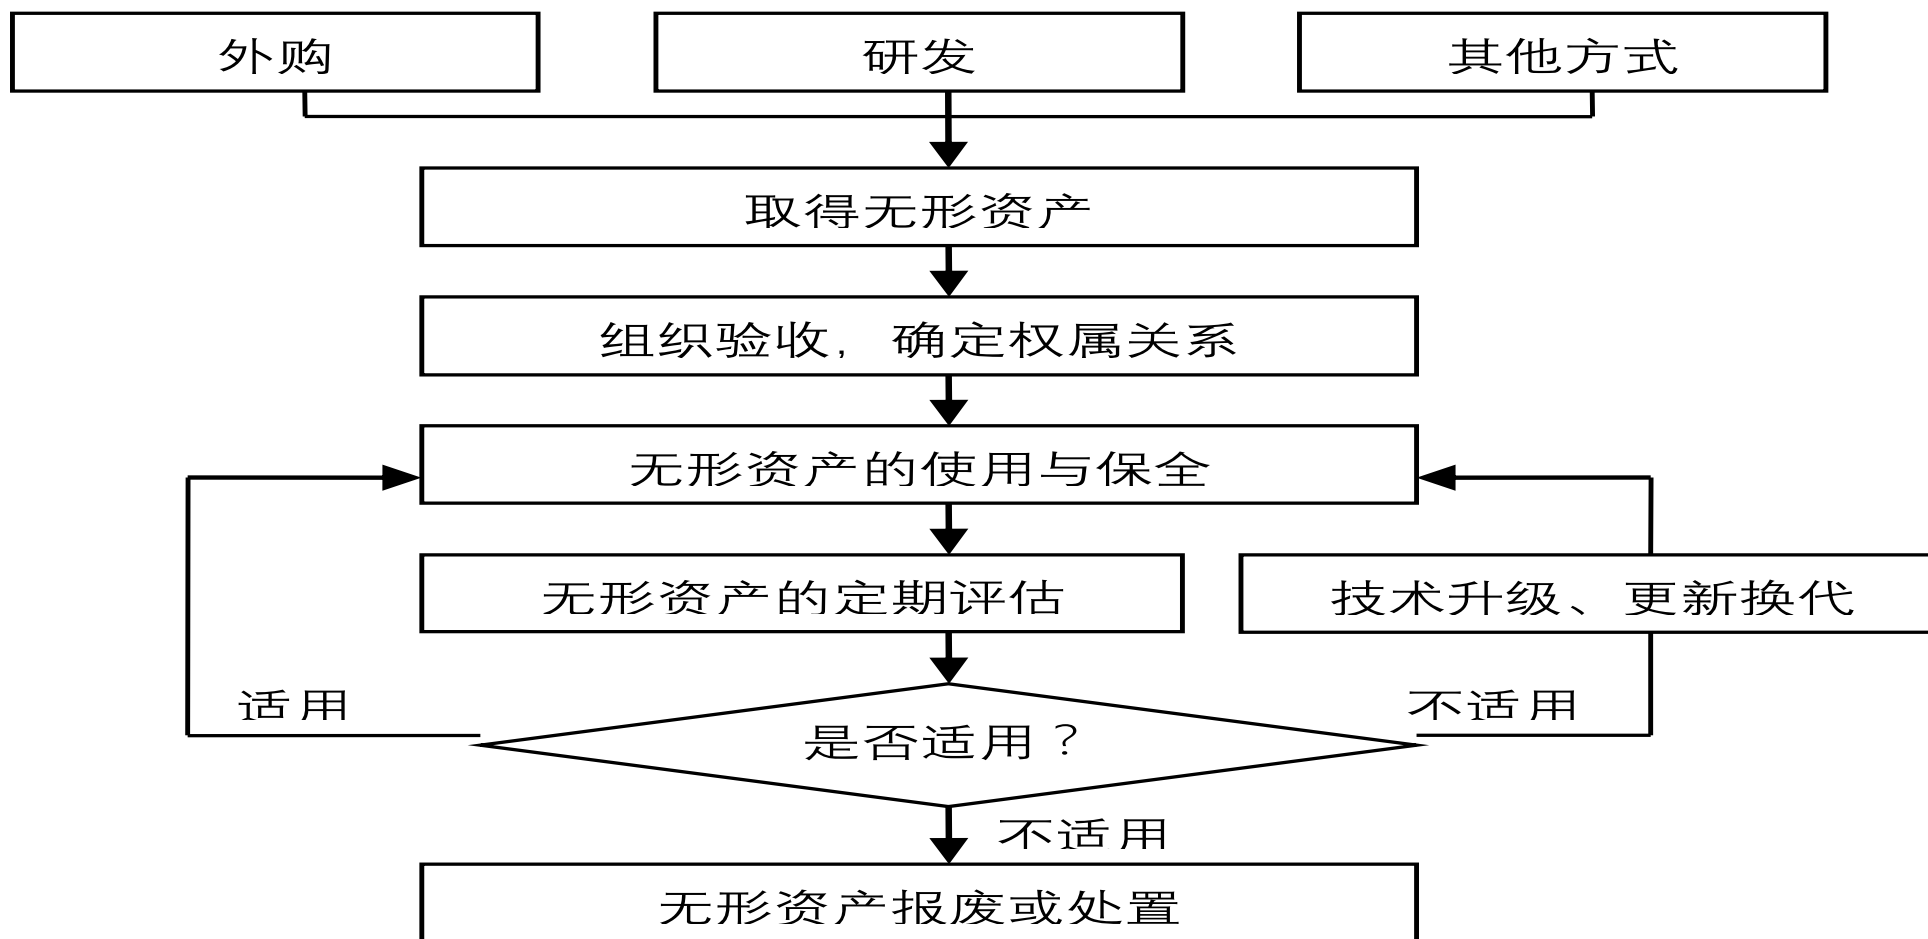 外购
研发
其他方式
取得无形资产
组织验收，确定权属关系
无形资产的使用与保全
无形资产的定期评估
技术升级、更新换代
适用
不适用
是否适用？
不适用
无形资产报废或处置